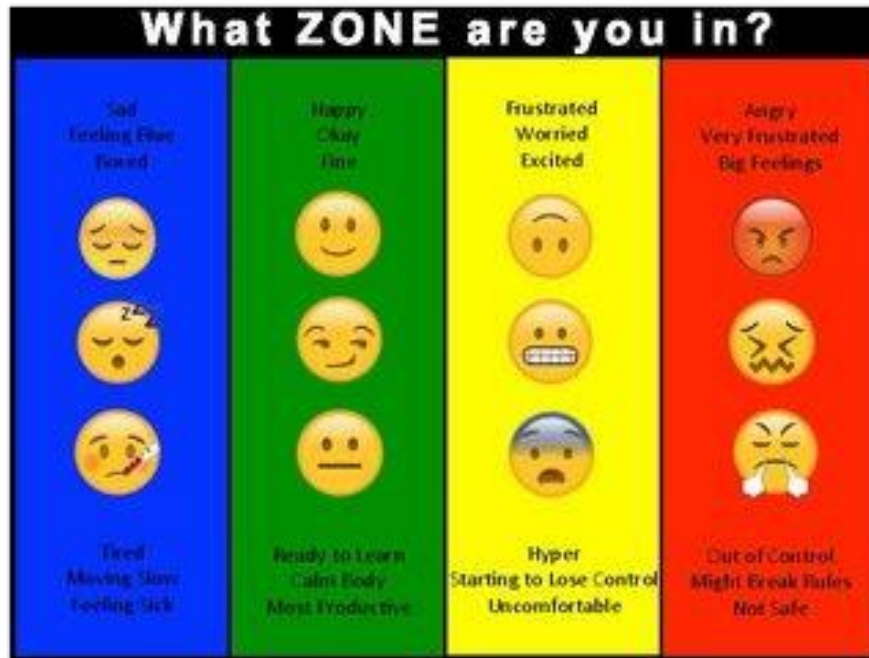 What ZONE are you in?
Sad
Feeling Blue
Bored
Happy
Okay
Fine
Frustrated
Worried
Excited
Angry
Very Frustrated
Big Feelings
zZZ
Tired
Moving Slow
Feeling Sick
Ready to Learn
Calm Body
Most Productive
Hyper
Starting to Lose Control
Uncomfortable
Out of Control
Might Break Rules
Not Safe